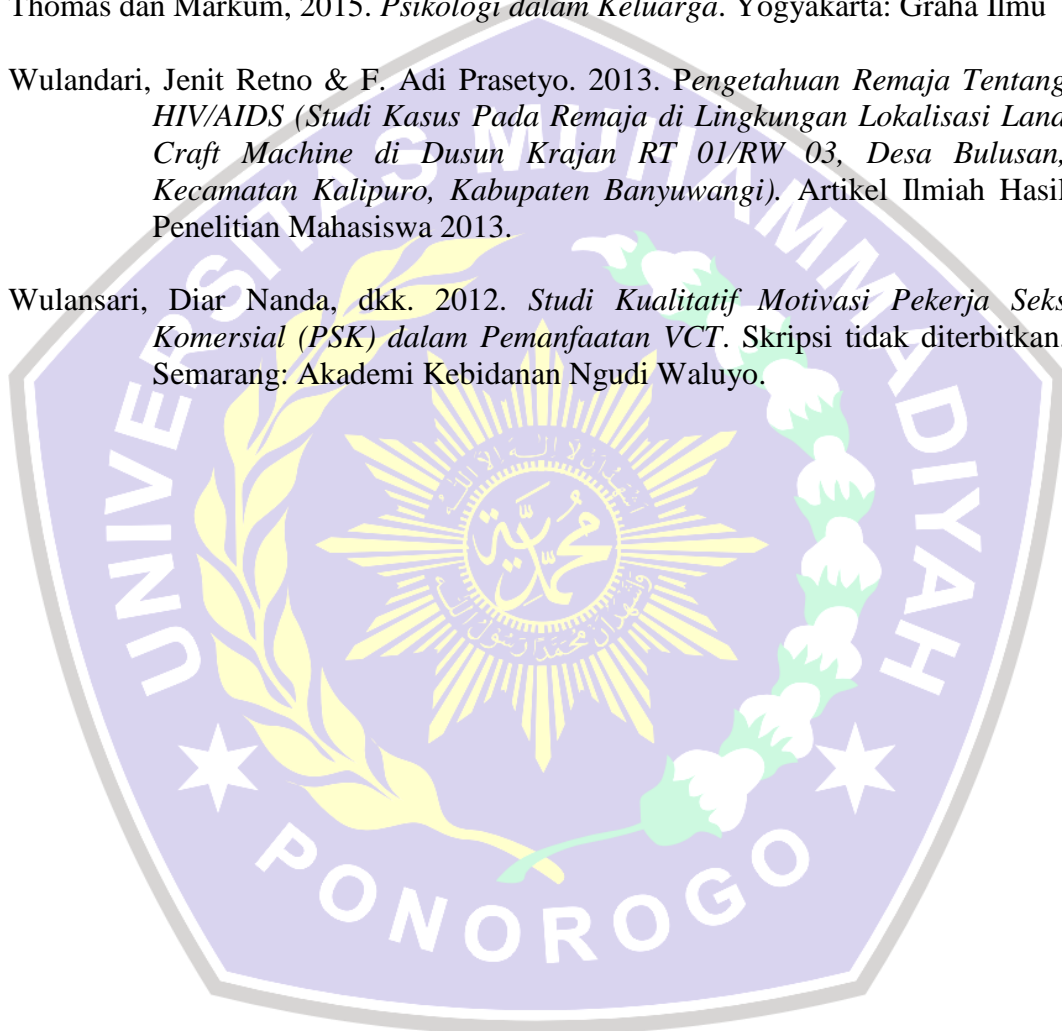 Thomas dan Markum, 2015. Psikologi dalam Keluarga. Yogyakarta: Graha Ilmu
Wulandari, Jenit Retno & F. Adi Prasetyo. 2013. Pengetahuan Remaja Tentang
HIV/AIDS (Studi Kasus Pada Remaja di Lingkungan Lokalisasi Land
Craft Machine di Dusun Krajan RT 01/RW 03, Desa Bulusan,
Kecamatan Kalipuro, Kabupaten Banyuwangi). Artikel Ilmiah Hasil
Penelitian Mahasiswa 2013.
Wulansari, Diar Nanda, dkk. 2012. Studi Kualitatif Motivasi Pekerja Seks
Komersial (PSK) dalam Pemanfaatan VCT. Skripsi tidak diterbitkan.
Semarang: Akademi Kebidanan Ngudi Waluyo.
UNIVERSITAS MUHAMMADIYAH
محمدية
PONOROGO